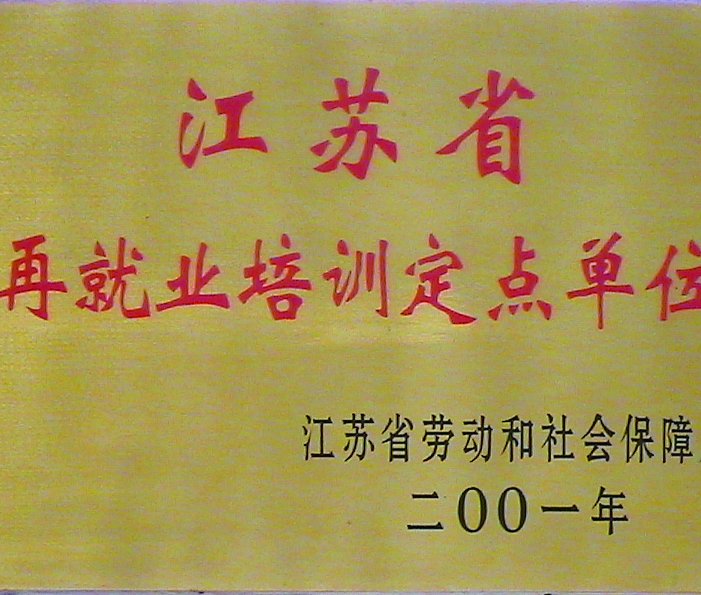 江苏省
再就业培训定点单位
江苏省劳动和社会保障
二00一年